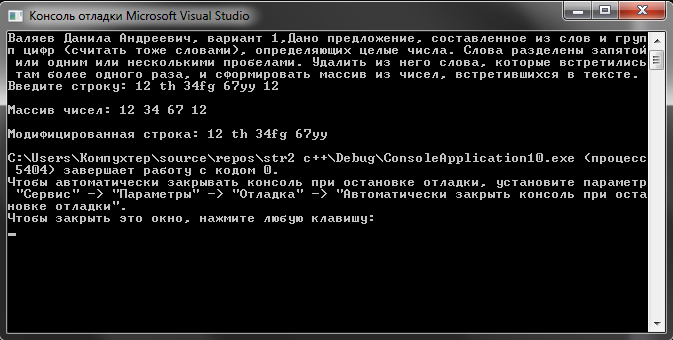 Консоль отладки Microsoft Visual Studio
Валяев Данила Андреевич, вариант 1,Дано предложение, составленное из слов и груп
п цифр (считать тоже словами), определяющих целые числа. Слова разделены запятой
или одним или несколькими пробелами. Удалить из него слова, которые встретились
там более одного раза, и сформировать массив из чисел, встретившихся в тексте.
Введите строку: 12 th 34fg 67yy 12
Массив чисел: 12 34 67 12
Модифицированная строка: 12 th 34fg 67yy
C:\Users\Компухтер\source\repos\str2 c++\Debug\ConsoleApplication10.exe (процесс
5404) завершает работу с кодом 0.
Чтобы автоматически закрывать консоль при остановке отладки, установите параметр
"Сервис" -> "Параметры" -> "Отладка" -> "Автоматически закрыть консоль при оста
новке отладки".
Чтобы закрыть это окно, нажмите любую клавишу: